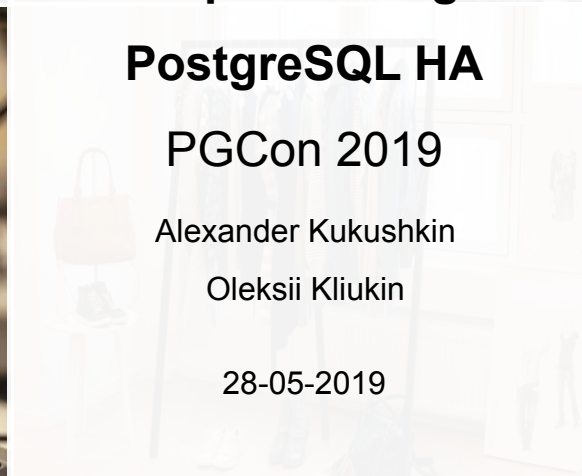 PostgreSQL HA
PGCon 2019
Alexander Kukushkin
Oleksii Kliukin
28-05-2019